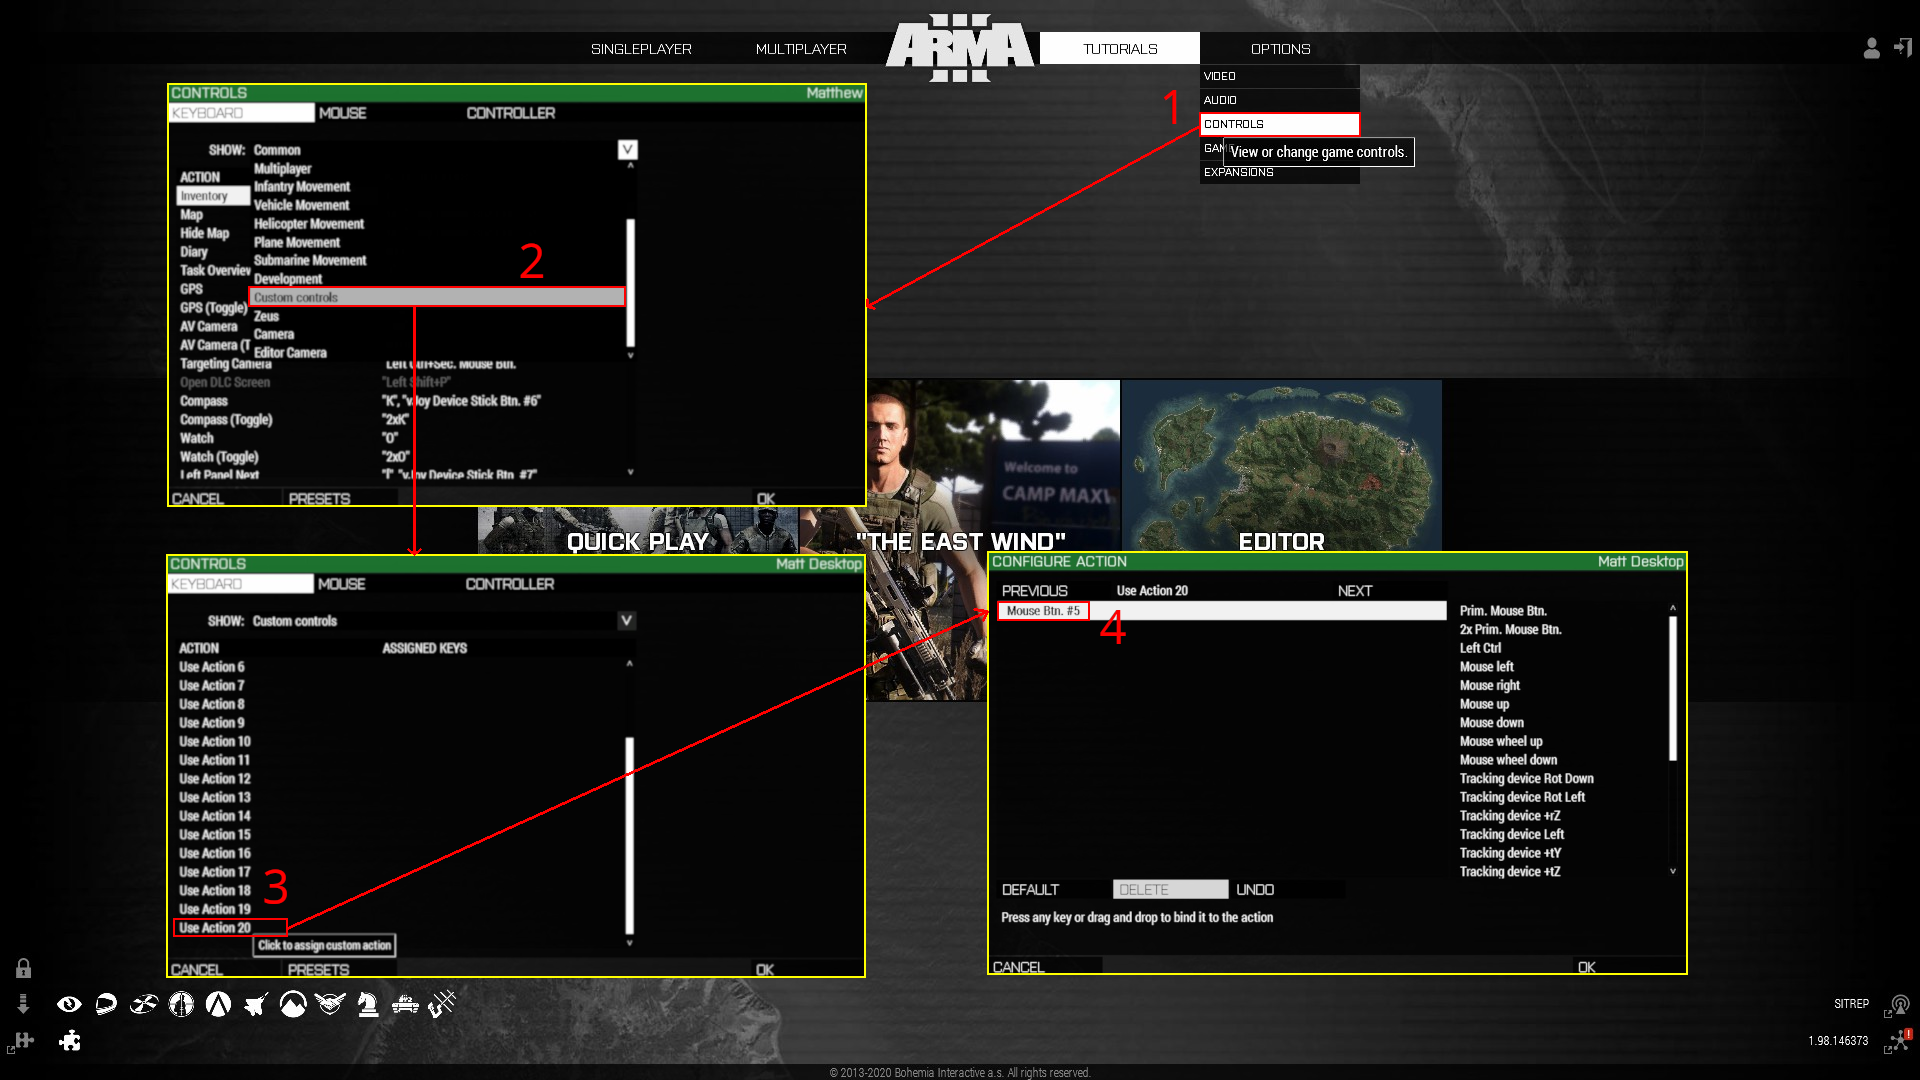 SINGLEPLAYER
MULTIPLAYER
ARMA III
TUTORIALS
OPTIONS
VIDEO
AUDIO
1
CONTROLS
GAM
View or change game controls.
EXPANSIONS
CONTROLS Matthew
KEYBOARD MOUSE CONTROLLER
SHOW: Common V
Multiplayer
ACTION
Infantry Movement
Inventory
Vehicle Movement
Map
Helicopter Movement
Hide Map
Plane Movement
Diary
Submarine Movement
2
Task Overview
Development
GPS
Custom controls
GPS (Toggle)
Zeus
AV Camera
Camera
AV Camera (T
Editor Camera
Targeting Camera "Left Ctrl+Sec. Mouse Btn.
Open DLC Screen "Left Shift+P"
Compass "K", "vJoy Device Stick Btn. #6"
Compass (Toggle) "2xK"
Watch "O"
Watch (Toggle) "2xO"
Left Panel Next "[" "vJoy Device Stick Btn. #7"
CANCEL PRESETS OK
Welcome to
CAMP MAXW
QUICK PLAY
"THE EAST WIND"
EDITOR
CONTROLS Matt Desktop
KEYBOARD MOUSE CONTROLLER
SHOW: Custom controls V
ACTION ASSIGNED KEYS
Use Action 6
Use Action 7
Use Action 8
Use Action 9
Use Action 10
Use Action 11
Use Action 12
Use Action 13
Use Action 14
Use Action 15
Use Action 16
Use Action 17
Use Action 18
3
Use Action 19
Use Action 20
Click to assign custom action
CANCEL PRESETS OK
CONFIGURE ACTION Matt Desktop
PREVIOUS Use Action 20 NEXT
Mouse Btn. #5
4
Prim. Mouse Btn.
2x Prim. Mouse Btn.
Left Ctrl
Mouse left
Mouse right
Mouse up
Mouse down
Mouse wheel up
Mouse wheel down
Tracking device Rot Down
Tracking device Rot Left
Tracking device +rZ
Tracking device Left
Tracking device +tY
Tracking device +tZ
DEFAULT DELETE UNDO
Press any key or drag and drop to bind it to the action
CANCEL OK
SITREP
1.98.146373
© 2013-2020 Bohemia Interactive a.s. All rights reserved.